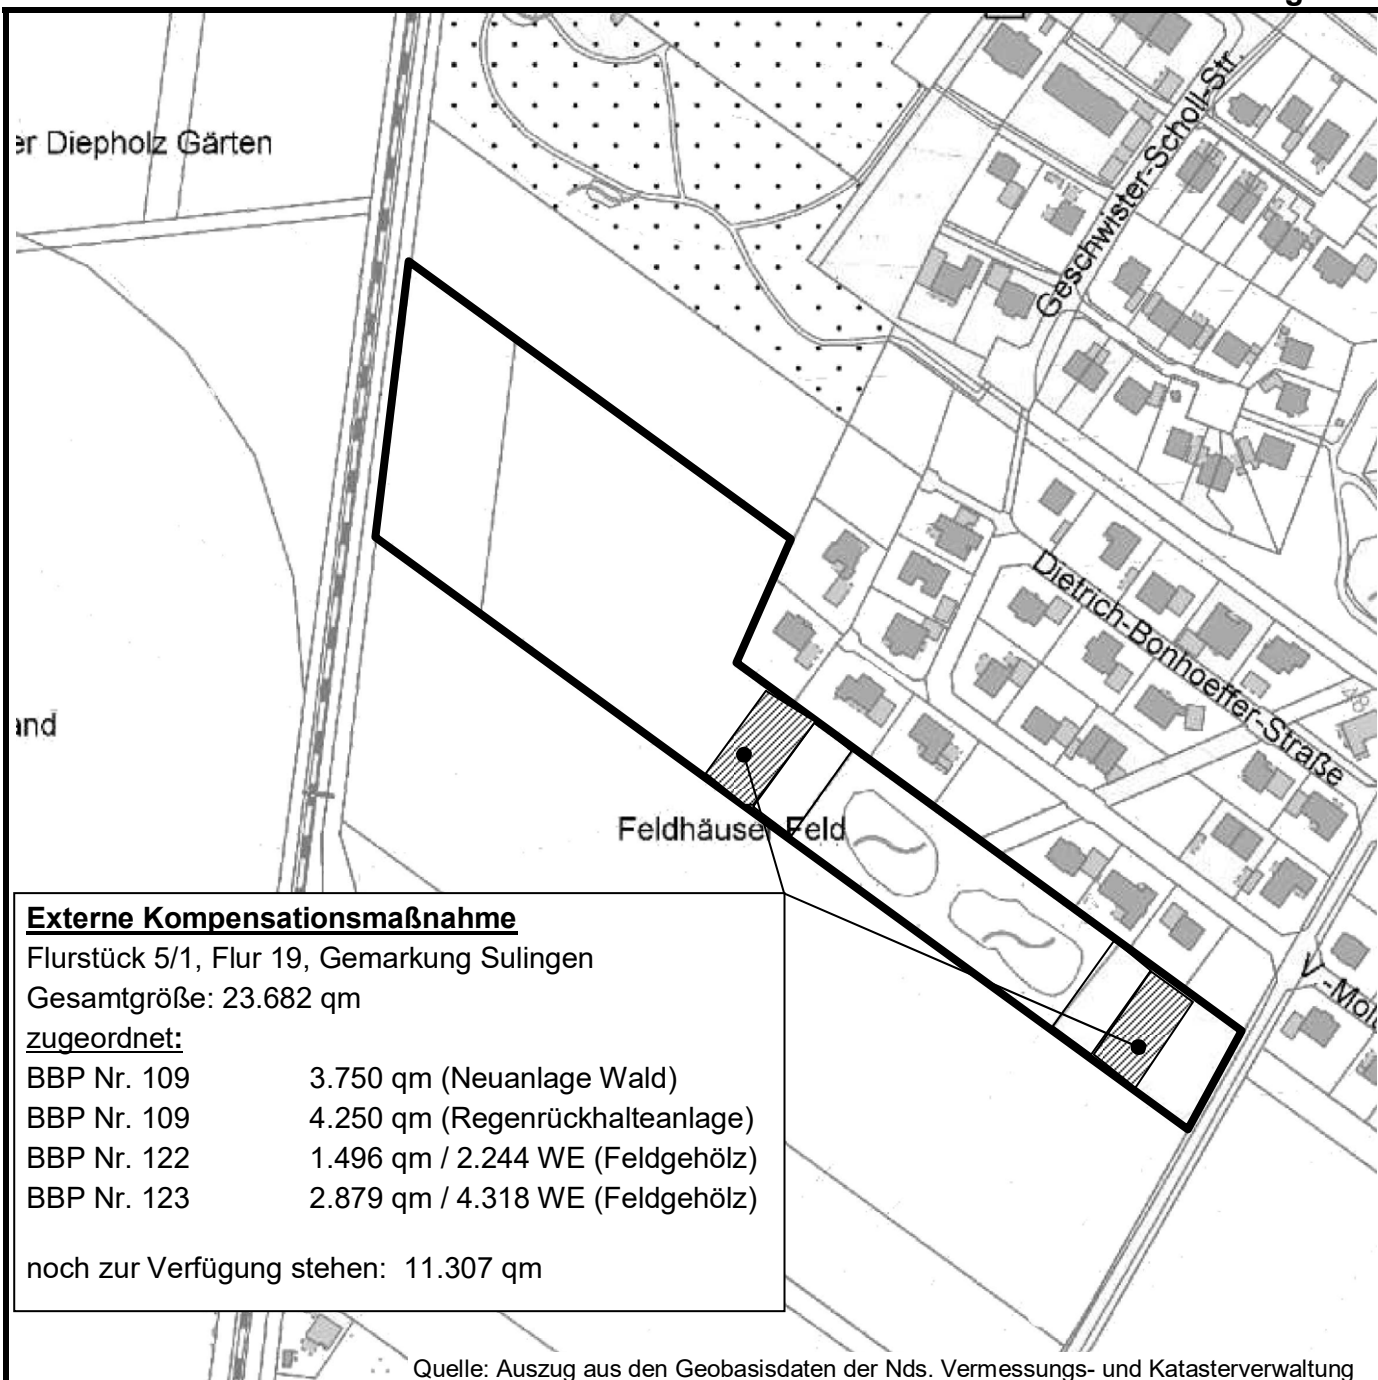 er Diepholz Gärten
Geschwister-Scholl-Str.
Dietrich-Bonhoeffer-Straße
48
and
Feldhäuser Feld
V.-Molt
Externe Kompensationsmaßnahme
Flurstück 5/1, Flur 19, Gemarkung Sulingen
Gesamtgröße: 23.682 qm
zugeordnet:
BBP Nr. 109 3.750 qm (Neuanlage Wald)
BBP Nr. 109 4.250 qm (Regenrückhalteanlage)
BBP Nr. 122 1.496 qm / 2.244 WE (Feldgehölz)
BBP Nr. 123 2.879 qm / 4.318 WE (Feldgehölz)
noch zur Verfügung stehen: 11.307 qm
Quelle: Auszug aus den Geobasisdaten der Nds. Vermessungs- und Katasterverwaltung